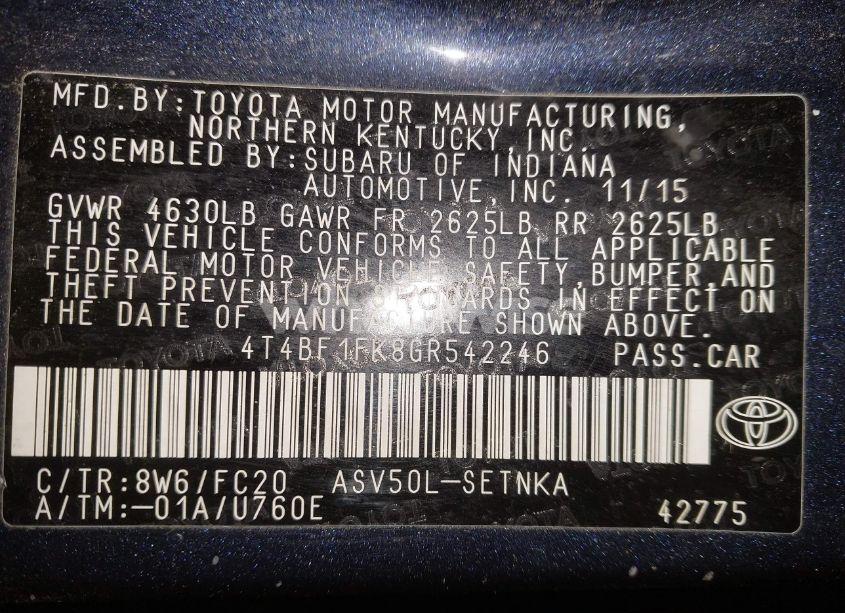 MFD.BY:TOYOTA MOTOR MANUFACTURING,
NORTHERN KENTUCKY,INC.
ASSEMBLED BY:SUBARU OF INDIANA
AUTOMOTIVE,INC. 11/15
GVWR 4630LB GAWR FR 2625LB RR 2625LB
THIS VEHICLE CONFORMS TO ALL APPLICABLE
FEDERAL MOTOR VEHICLE SAFETY,BUMPER,AND
THEFT PREVENTION STANDARDS IN EFFECT ON
THE DATE OF MANUFACTURE SHOWN ABOVE.
4T4BF1FK8GR542246 PASS.CAR
C/TR:8W6/FC20 ASV50L-SETNKA
A/TM:-01A/U760E 42775